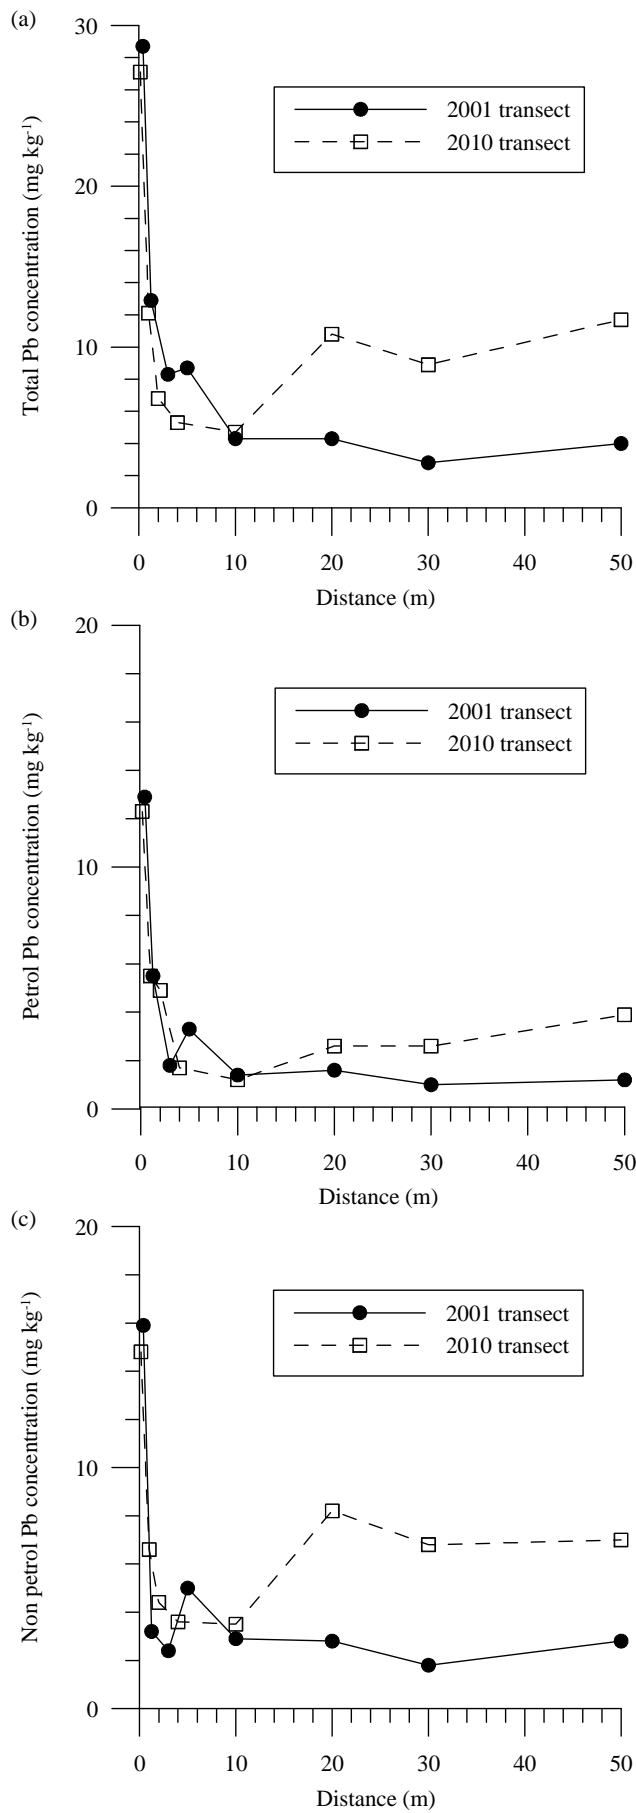 (a)
30
20
10
0
Total Pb concentration (mg kg⁻¹)
2001 transect
2010 transect
0 10 20 30 40 50
Distance (m)
(b)
20
10
0
Petrol Pb concentration (mg kg⁻¹)
2001 transect
2010 transect
0 10 20 30 40 50
Distance (m)
(c)
20
10
0
Non petrol Pb concentration (mg kg⁻¹)
2001 transect
2010 transect
0 10 20 30 40 50
Distance (m)